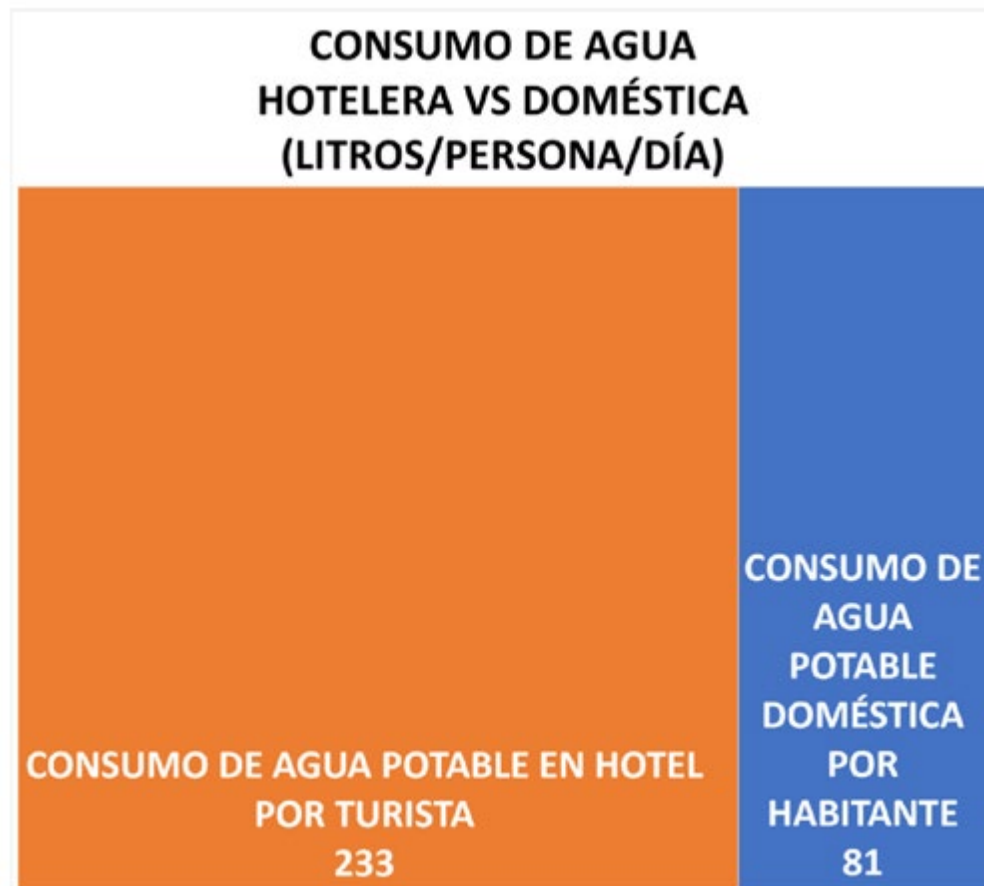 CONSUMO DE AGUA
HOTELERA VS DOMÉSTICA
(LITROS/PERSONA/DÍA)
CONSUMO DE AGUA POTABLE EN HOTEL
POR TURISTA
233
CONSUMO DE
AGUA
POTABLE
DOMÉSTICA
POR
HABITANTE
81